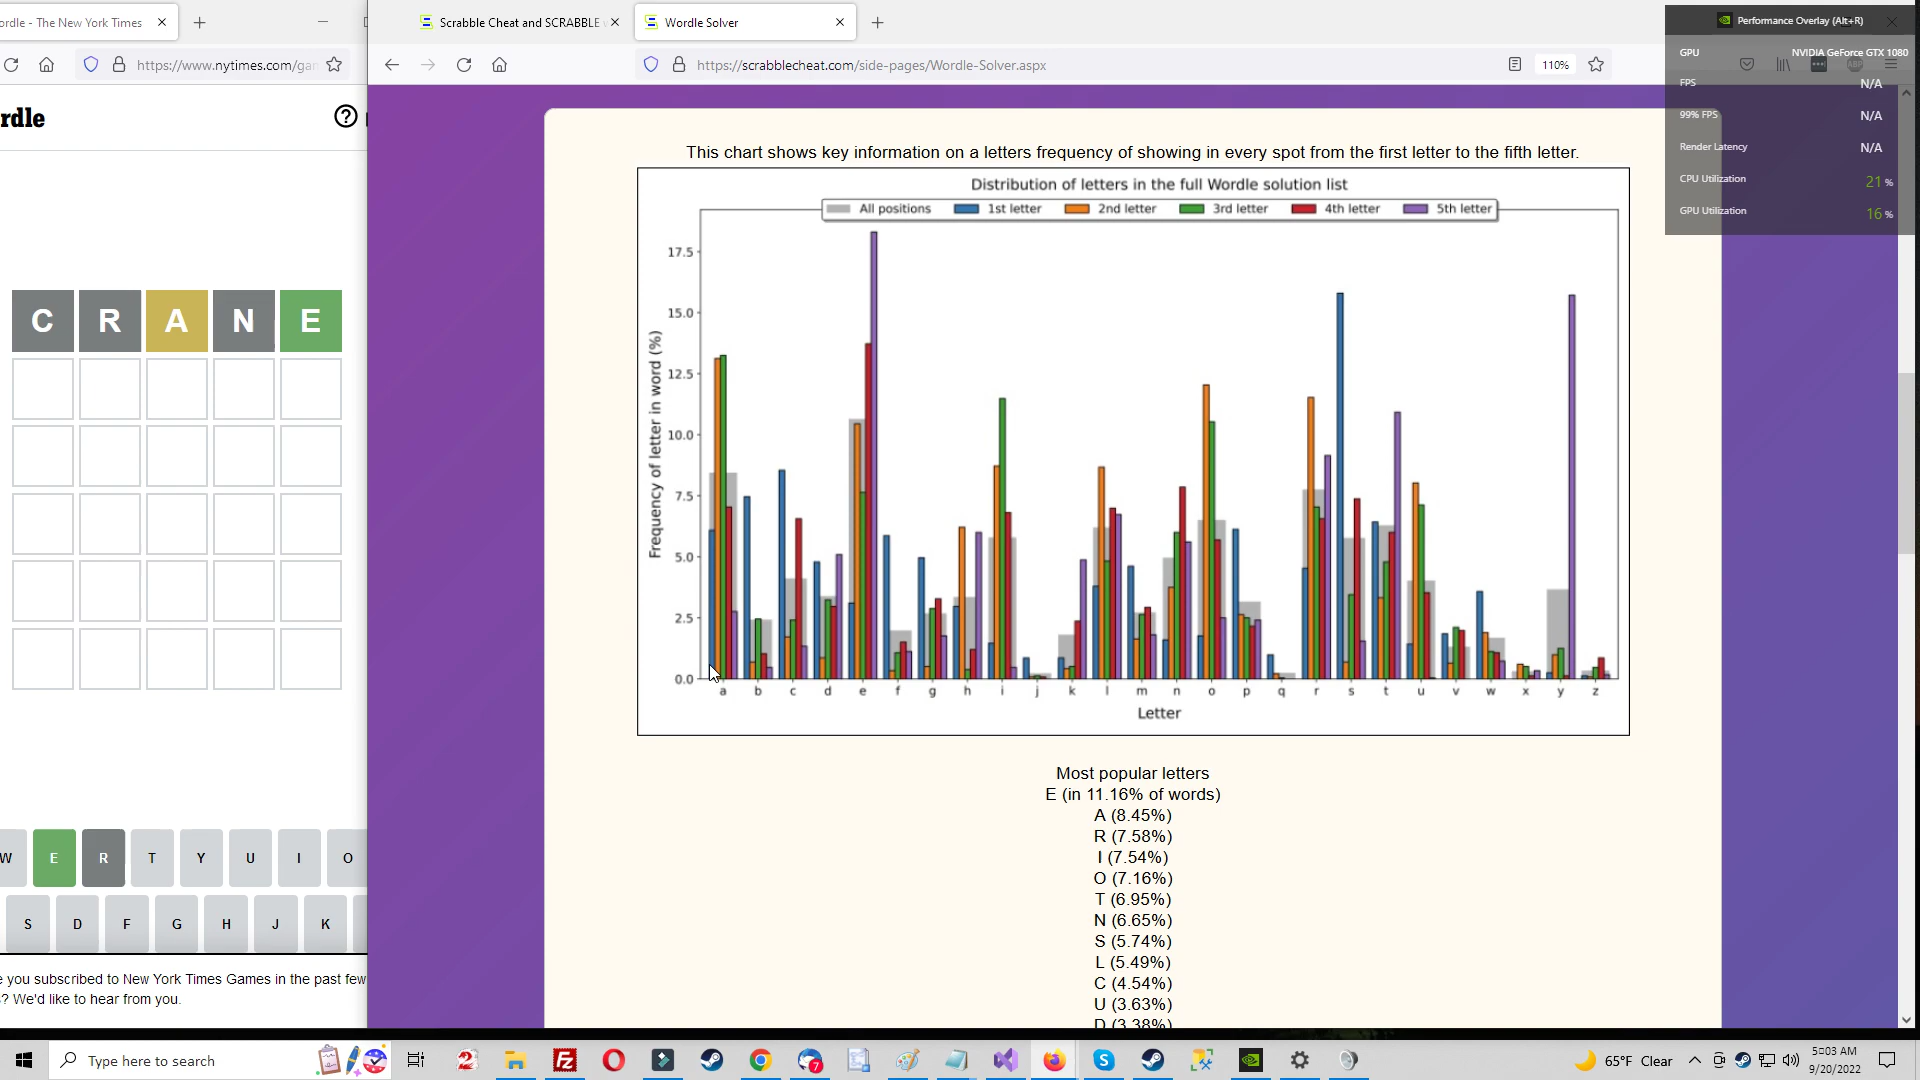 ordle - The New York Times
Scrabble Cheat and SCRABBLE
Wordle Solver
https://www.nytimes.com/gan
https://scrabblecheat.com/side-pages/Wordle-Solver.aspx
110%
Performance Overlay (Alt+R)
GPU NVIDIA GeForce GTX 1080
FPS N/A
99% FPS N/A
Render Latency N/A
CPU Utilization 21 %
GPU Utilization 16 %
rdle
C R A N E
W E R T Y U I O
S D F G H J K
e you subscribed to New York Times Games in the past few
? We'd like to hear from you.
This chart shows key information on a letters frequency of showing in every spot from the first letter to the fifth letter.
Distribution of letters in the full Wordle solution list
All positions 1st letter 2nd letter 3rd letter 4th letter 5th letter
Frequency of letter in word (%)
17.5
15.0
12.5
10.0
7.5
5.0
2.5
0.0
a b c d e f g h i j k l m n o p q r s t u v w x y z
Letter
Most popular letters
E (in 11.16% of words)
A (8.45%)
R (7.58%)
I (7.54%)
O (7.16%)
T (6.95%)
N (6.65%)
S (5.74%)
L (5.49%)
C (4.54%)
U (3.63%)
D (3.38%)
Type here to search
65°F Clear
5:03 AM
9/20/2022